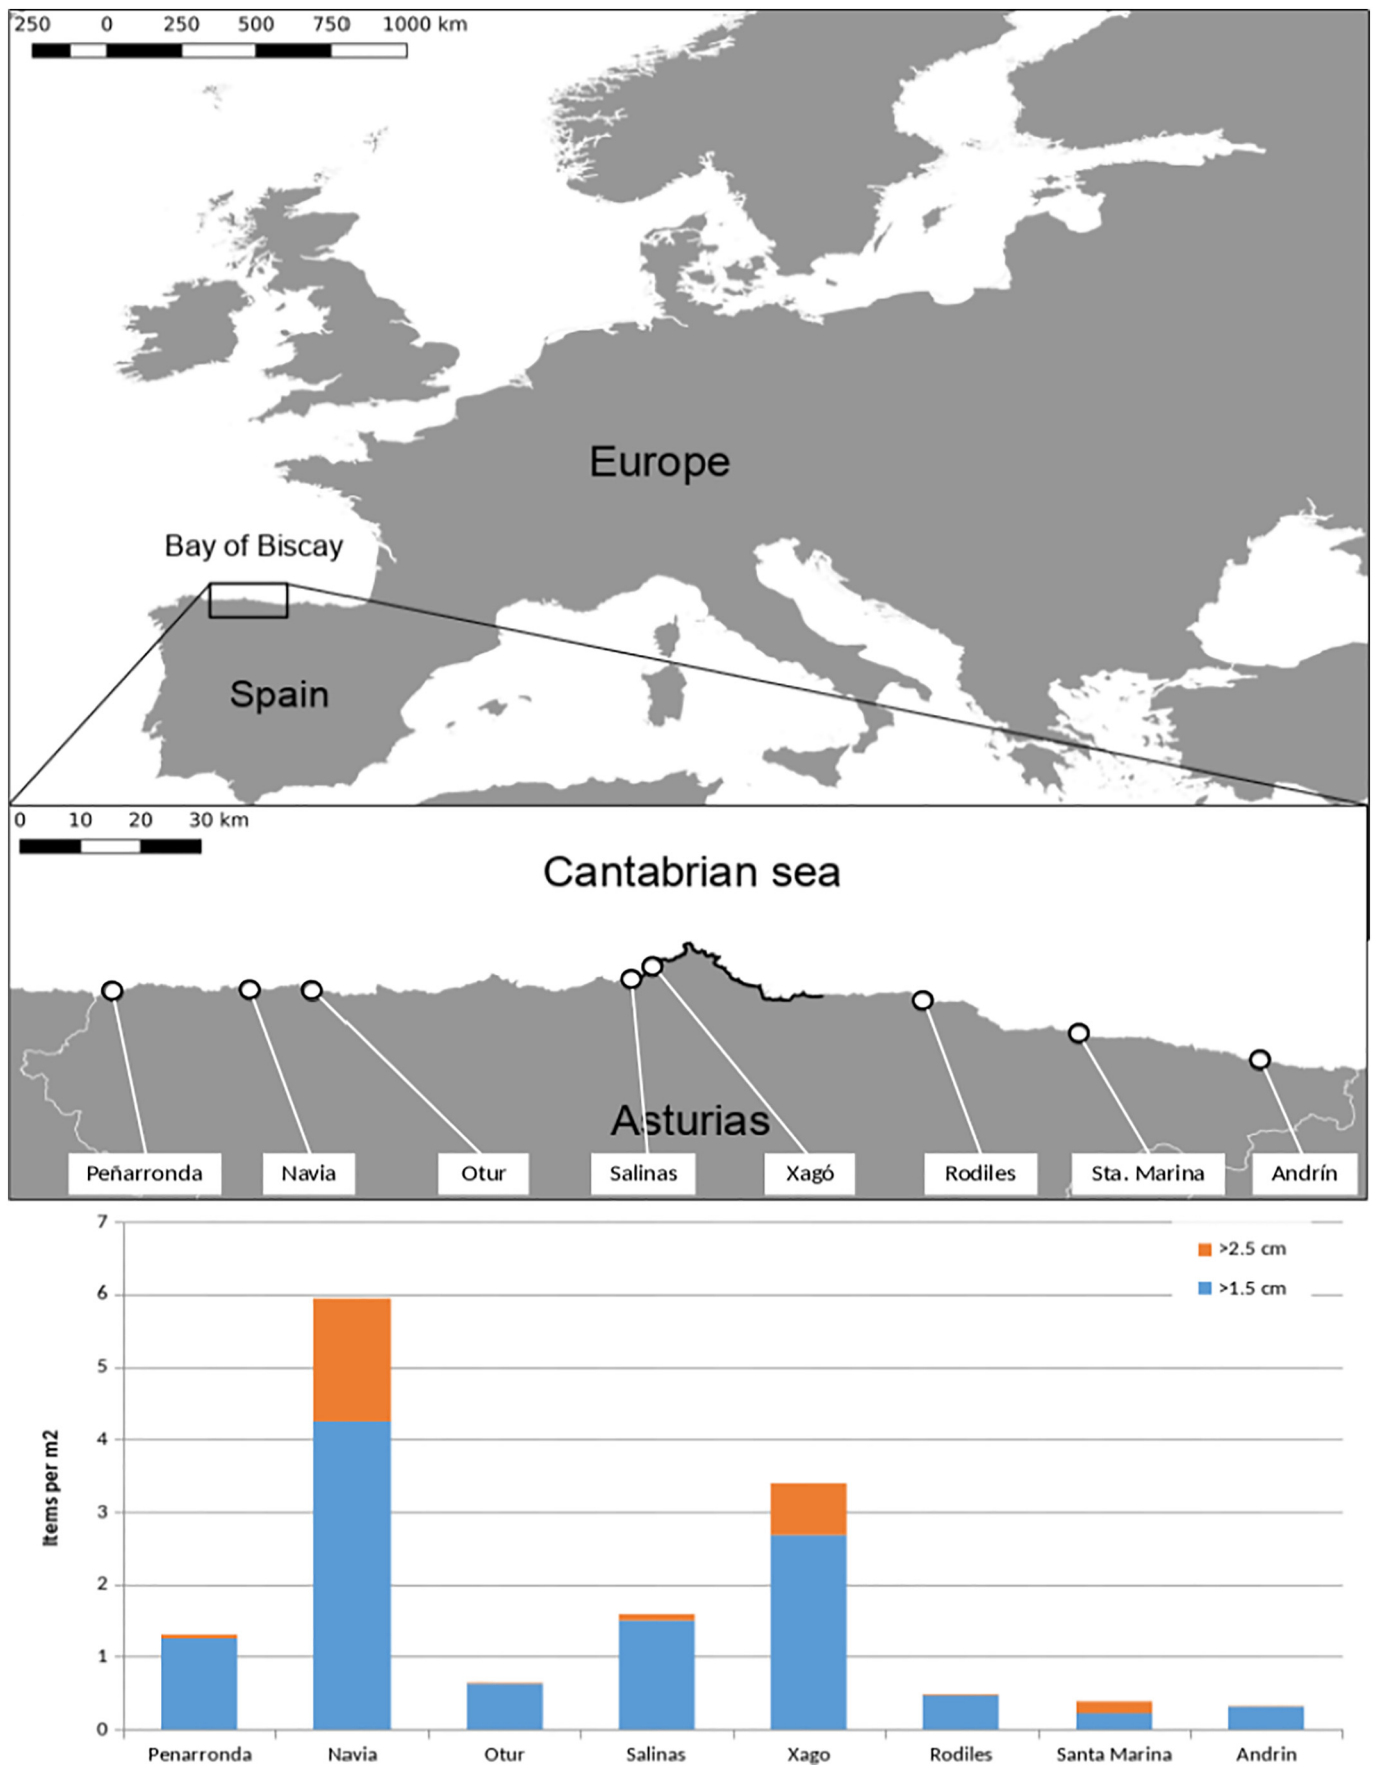 250 0 250 500 750 1000 km
Europe
Bay of Biscay
Spain
0 10 20 30 km
Cantabrian sea
Asturias
Peñarronda Navia Otur Salinas Xagó Rodiles Sta. Marina Andrín
7
>2.5 cm
>1.5 cm
6
5
4
3
2
1
0
Items per m2
Penarronda Navia Otur Salinas Xago Rodiles Santa Marina Andrin